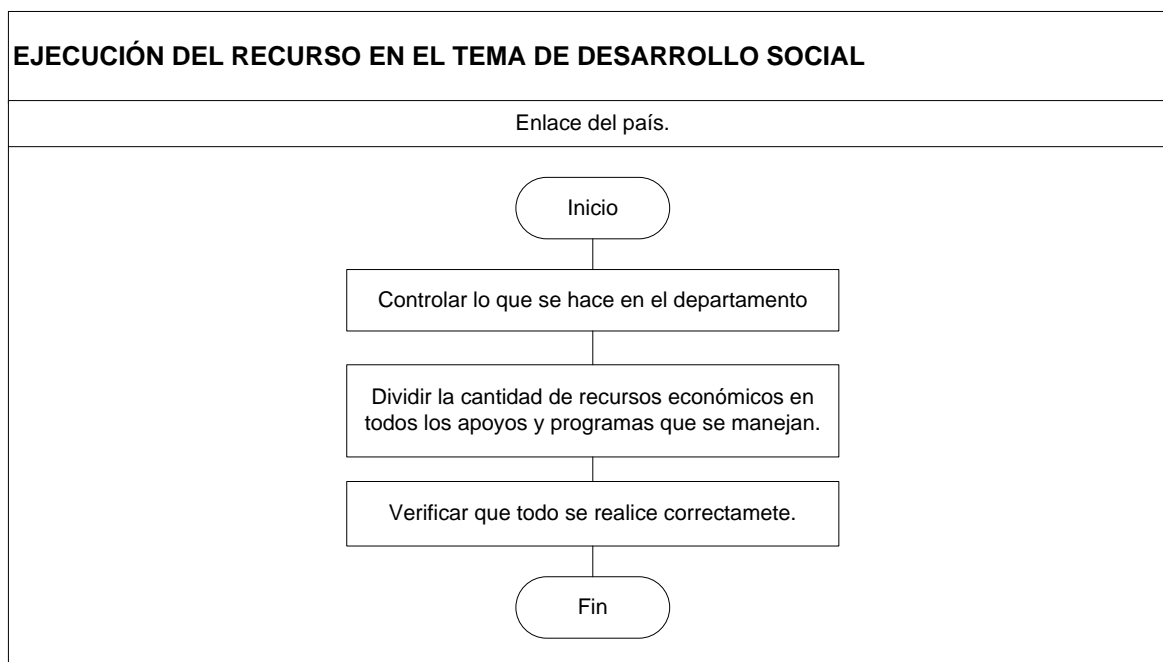 EJECUCIÓN DEL RECURSO EN EL TEMA DE DESARROLLO SOCIAL
Enlace del país.
Inicio
Controlar lo que se hace en el departamento
Dividir la cantidad de recursos económicos en
todos los apoyos y programas que se manejan.
Verificar que todo se realice correctamete.
Fin